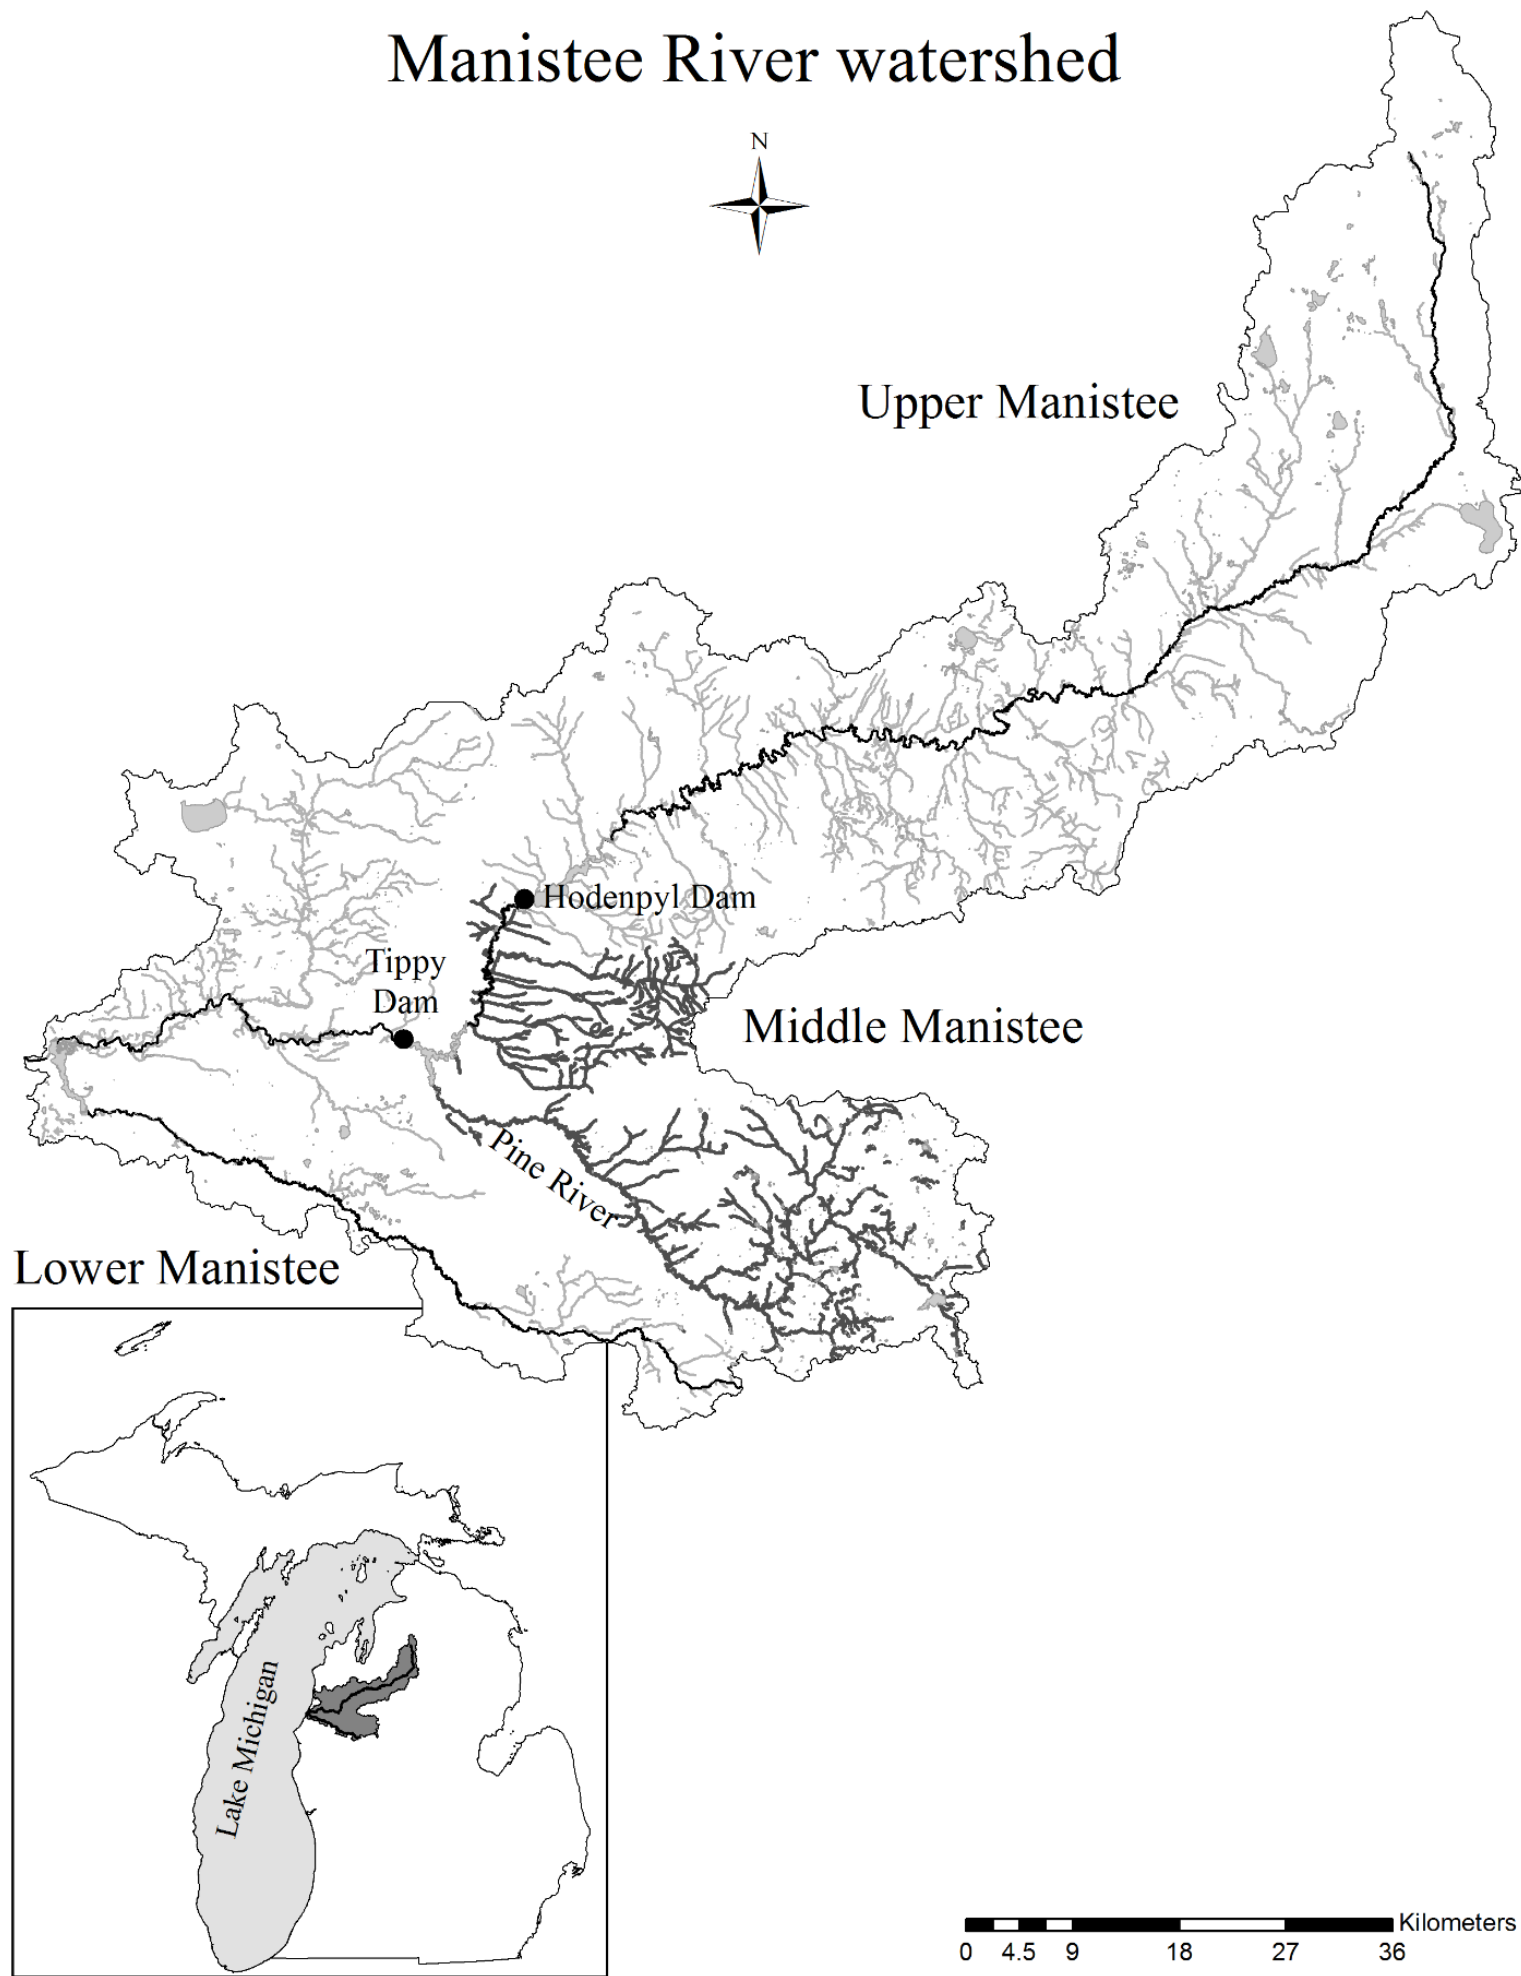 Manistee River watershed
N
Upper Manistee
Hodenpyl Dam
Tippy
Dam
Middle Manistee
Pine River
Lower Manistee
Lake Michigan
Kilometers
0 4.5 9 18 27 36